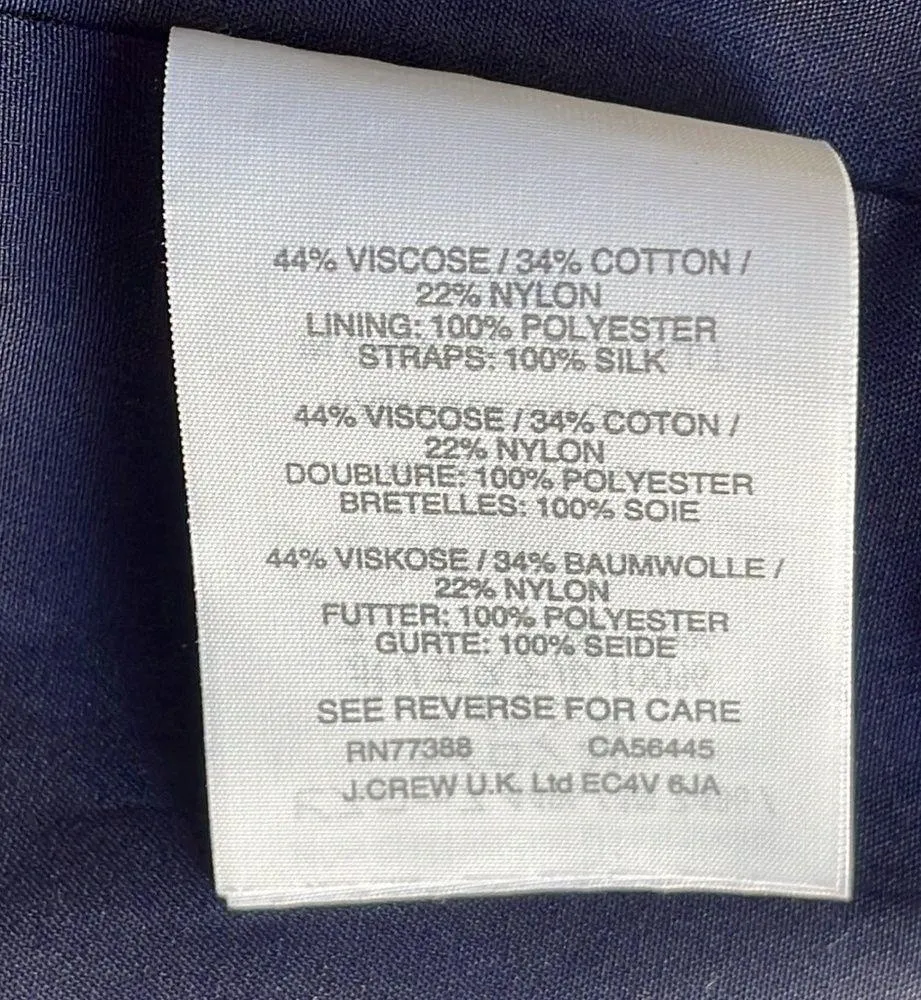 44% VISCOSE / 34% COTTON /
22% NYLON
LINING: 100% POLYESTER
STRAPS: 100% SILK
44% VISCOSE / 34% COTON /
22% NYLON
DOUBLURE: 100% POLYESTER
BRETELLES: 100% SOIE
44% VISKOSE / 34% BAUMWOLLE /
22% NYLON
FUTTER: 100% POLYESTER
GURTE: 100% SEIDE
SEE REVERSE FOR CARE
RN77388 CA56445
J.CREW U.K. Ltd EC4V 6JA